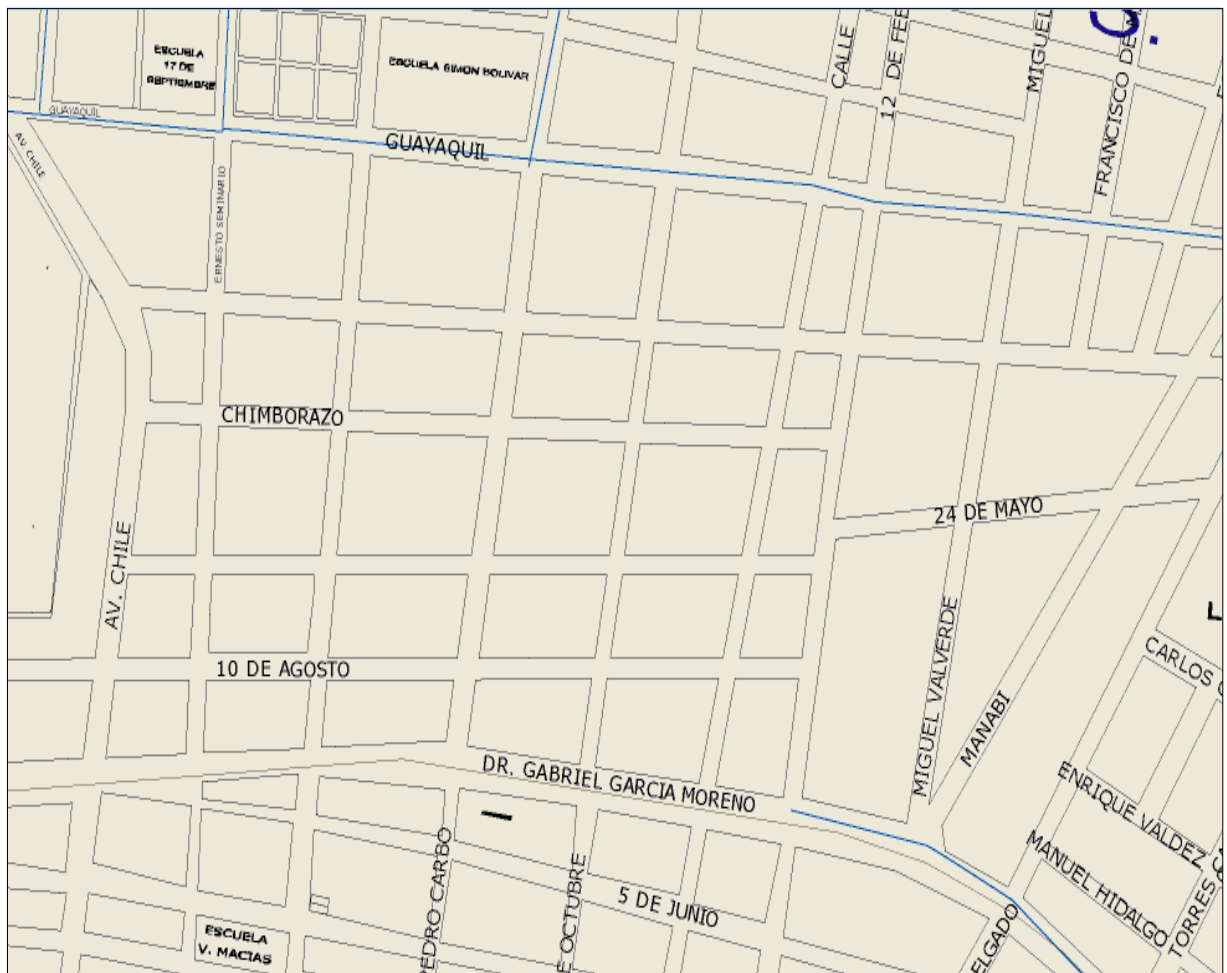 ESCUELA
17 DE
SEPTIEMBRE
ESCUELA SIMON BOLIVAR
CALLE
12 DE FEB
MIGUEL
FRANCISCO DE
GUAYAQUIL
GUAYAQUIL
AV. CHILE
ERNESTO SEMINARIO
CHIMBORAZO
24 DE MAYO
AV. CHILE
MIGUEL VALVERDE
MANABI
CARLOS
10 DE AGOSTO
DR. GABRIEL GARCIA MORENO
ENRIQUE VALDEZ
MANUEL HIDALGO
TORRES
PEDRO CARBO
E OCTUBRE
5 DE JUNIO
ELGADO
ESCUELA
V. MACIAS